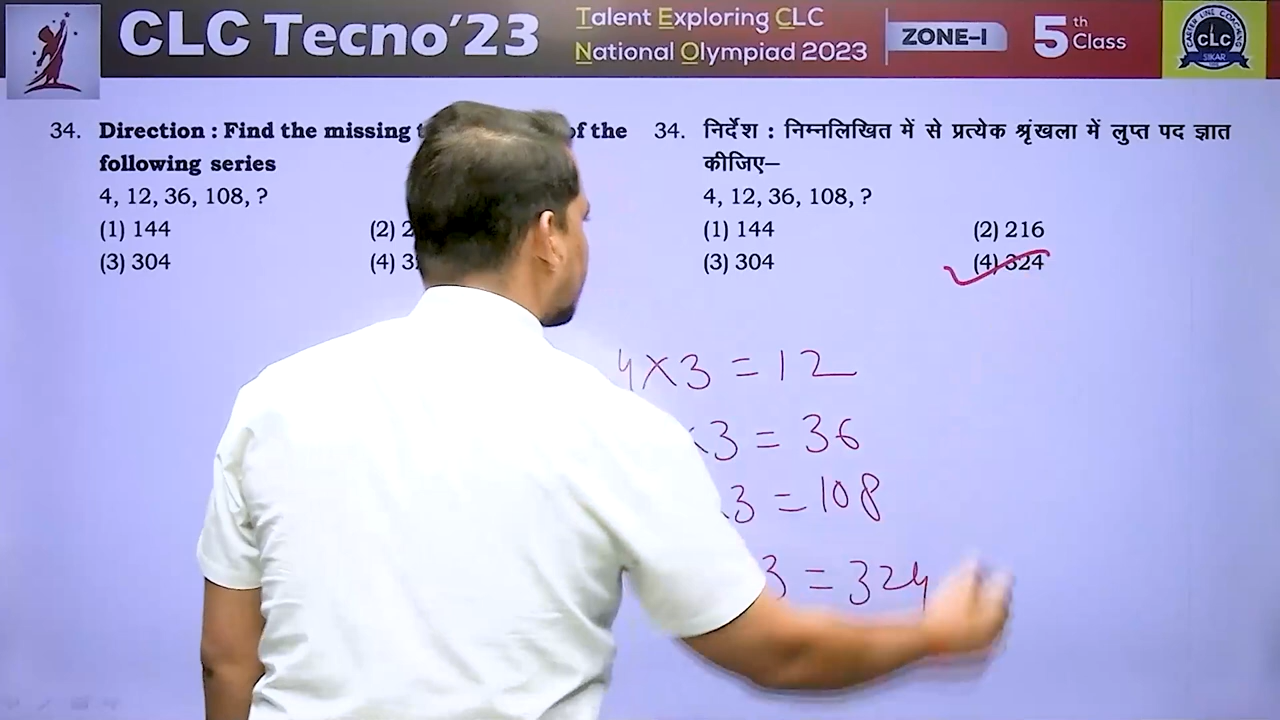 CLC Tecno'23
Talent Exploring CLC
National Olympiad 2023
ZONE-I
5th Class
CLC
SIKAR
34. Direction : Find the missing of the
following series
4, 12, 36, 108, ?
(1) 144
(3) 304
34. निर्देश : निम्नलिखित में से प्रत्येक श्रृंखला में लुप्त पद ज्ञात
कीजिए–
4, 12, 36, 108, ?
(1) 144 (2) 216
(3) 304 (4) 324
4×3 = 12
×3 = 36
×3 = 108
3 = 324